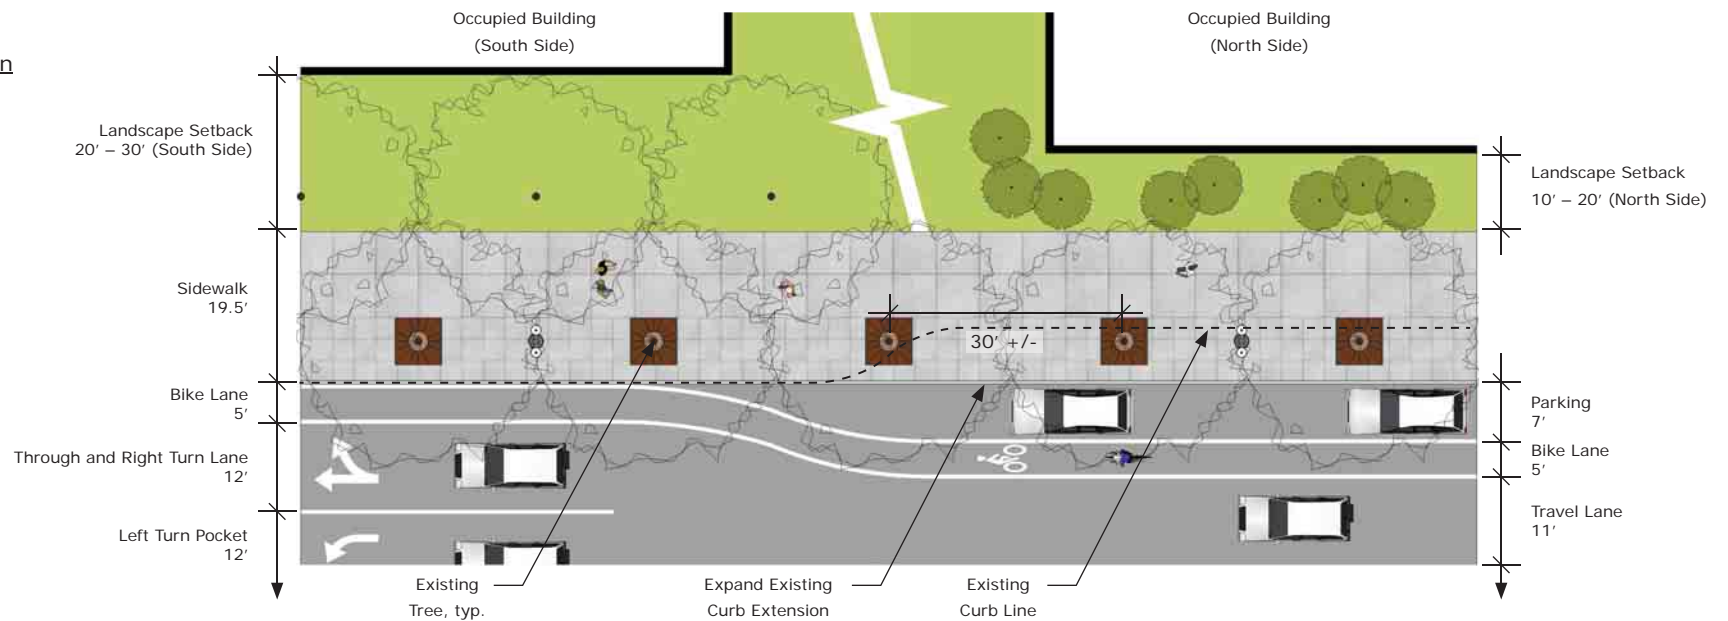 Occupied Building
(South Side)
Occupied Building
(North Side)
Landscape Setback
20' – 30' (South Side)
Landscape Setback
10' – 20' (North Side)
Sidewalk
19.5'
30' +/-
Bike Lane
5'
Through and Right Turn Lane
12'
Left Turn Pocket
12'
Parking
7'
Bike Lane
5'
Travel Lane
11'
Existing
Tree, typ.
Expand Existing
Curb Extension
Existing
Curb Line